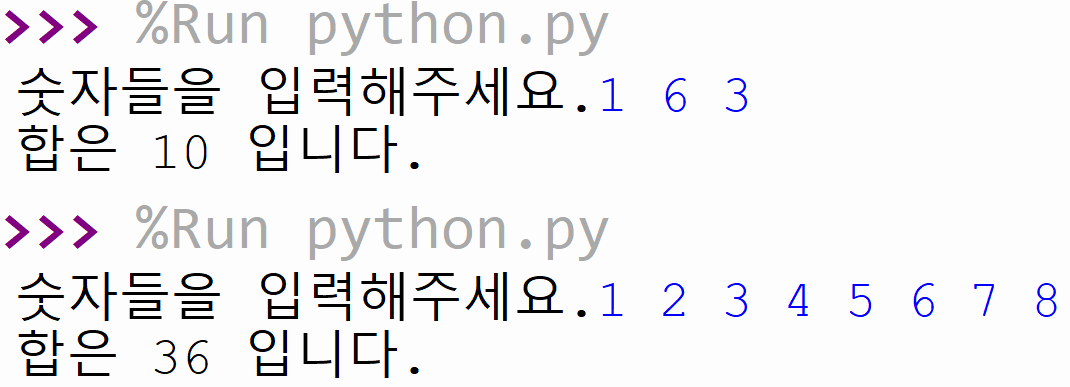 >>> %Run python.py
숫자들을 입력해주세요.1 6 3
합은 10 입니다.
>>> %Run python.py
숫자들을 입력해주세요.1 2 3 4 5 6 7 8
합은 36 입니다.